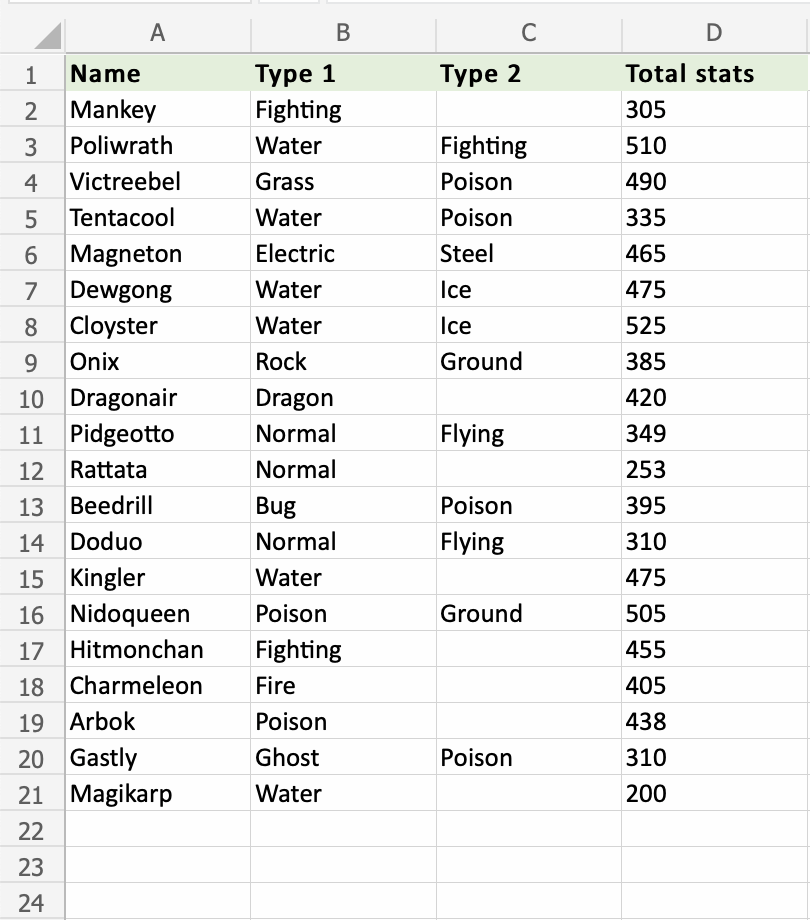 A B C D
1 Name Type 1 Type 2 Total stats
2 Mankey Fighting 305
3 Poliwrath Water Fighting 510
4 Victreebel Grass Poison 490
5 Tentacool Water Poison 335
6 Magneton Electric Steel 465
7 Dewgong Water Ice 475
8 Cloyster Water Ice 525
9 Onix Rock Ground 385
10 Dragonair Dragon 420
11 Pidgeotto Normal Flying 349
12 Rattata Normal 253
13 Beedrill Bug Poison 395
14 Doduo Normal Flying 310
15 Kingler Water 475
16 Nidoqueen Poison Ground 505
17 Hitmonchan Fighting 455
18 Charmeleon Fire 405
19 Arbok Poison 438
20 Gastly Ghost Poison 310
21 Magikarp Water 200
22
23
24